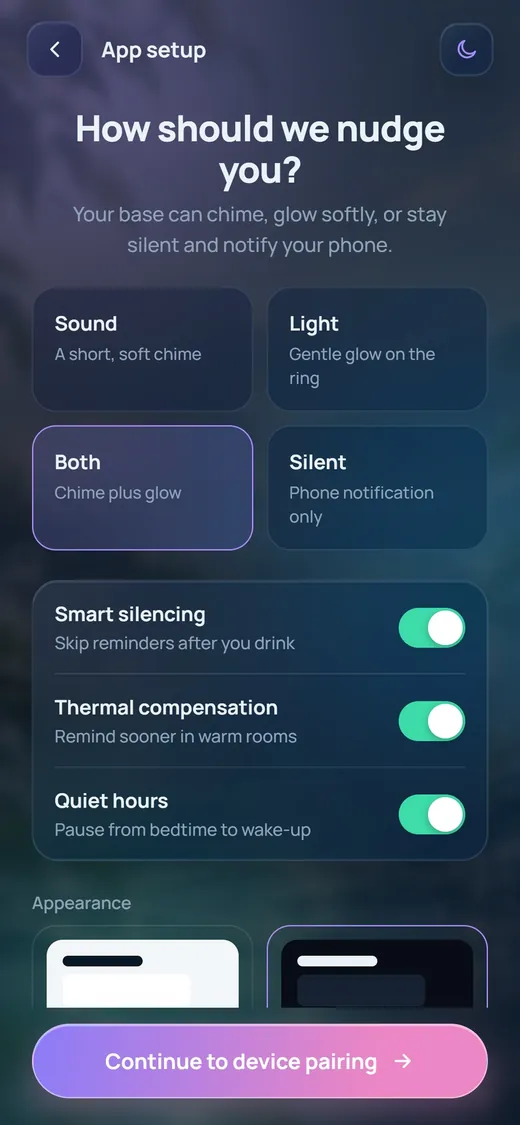 App setup
How should we nudge
you?
Your base can chime, glow softly, or stay
silent and notify your phone.
Sound
A short, soft chime
Light
Gentle glow on the
ring
Both
Chime plus glow
Silent
Phone notification
only
Smart silencing
Skip reminders after you drink
Thermal compensation
Remind sooner in warm rooms
Quiet hours
Pause from bedtime to wake-up
Appearance
Continue to device pairing